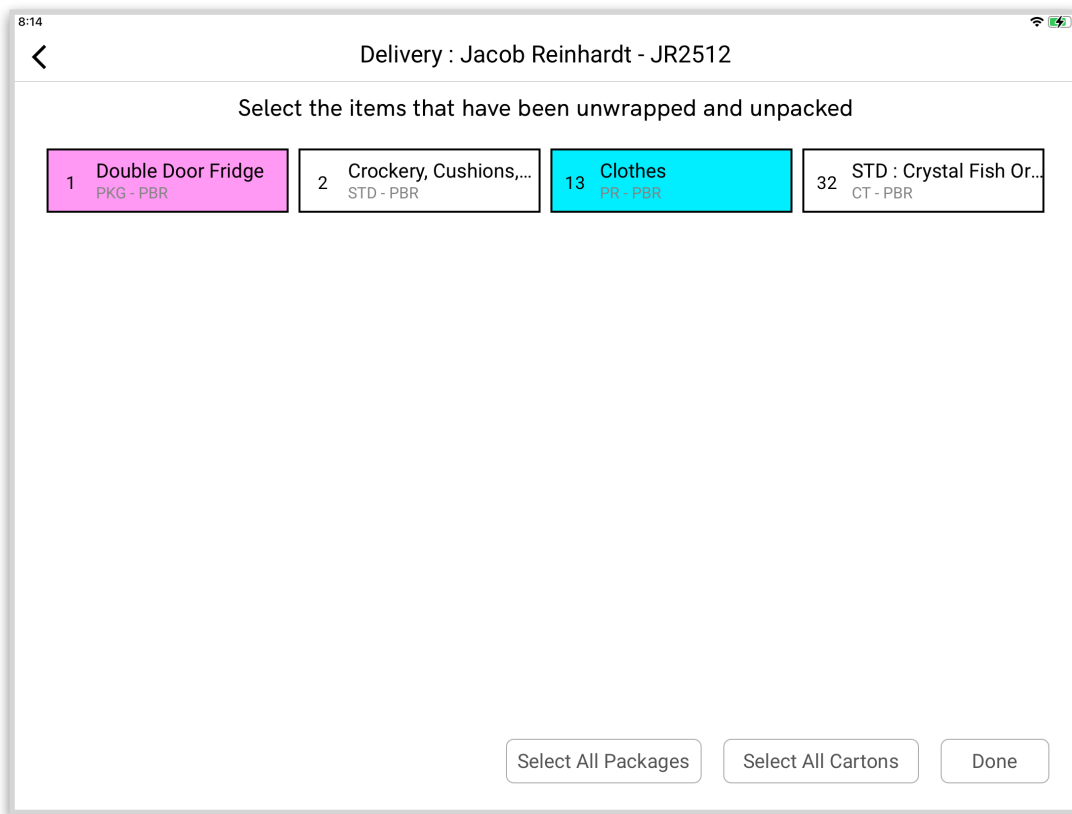 8:14
Delivery : Jacob Reinhardt - JR2512
Select the items that have been unwrapped and unpacked
1 Double Door Fridge
PKG - PBR
2 Crockery, Cushions,...
STD - PBR
13 Clothes
PR - PBR
32 STD : Crystal Fish Or...
CT - PBR
Select All Packages
Select All Cartons
Done